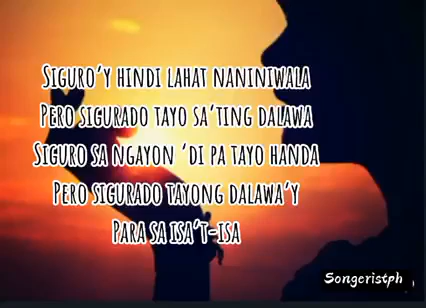 Siguro'y hindi lahat naniniwala
Pero sigurado tayo sa'ting dalawa
Siguro sa ngayon 'di pa tayo handa
Pero sigurado tayong dalawa'y
Para sa isa't-isa
Songeristph